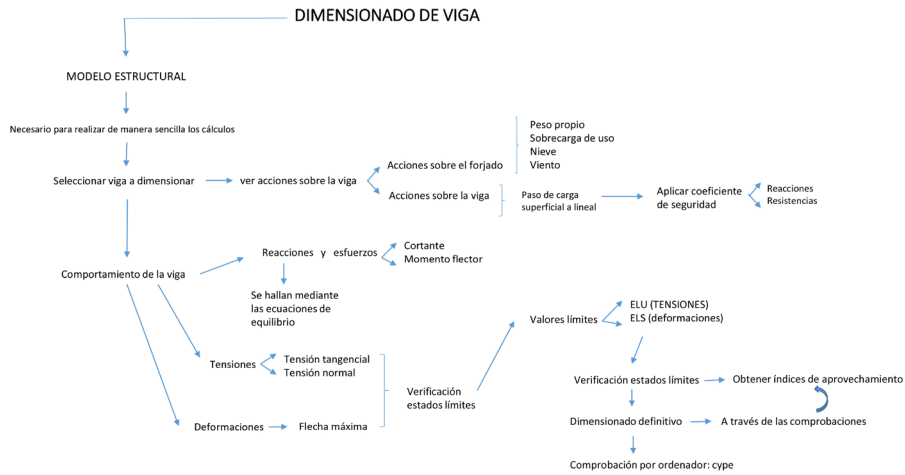 DIMENSIONADO DE VIGA
MODELO ESTRUCTURAL
Necesario para realizar de manera sencilla los cálculos
Seleccionar viga a dimensionar
ver acciones sobre la viga
Acciones sobre el forjado
Peso propio
Sobrecarga de uso
Nieve
Viento
Acciones sobre la viga
Paso de carga
superficial a lineal
Aplicar coeficiente
de seguridad
Reacciones
Resistencias
Comportamiento de la viga
Reacciones y esfuerzos
Cortante
Momento flector
Se hallan mediante
las ecuaciones de
equilibrio
Tensiones
Tensión tangencial
Tensión normal
Deformaciones
Flecha máxima
Verificación
estados límites
Valores límites
ELU (TENSIONES)
ELS (deformaciones)
Verificación estados límites
Obtener índices de aprovechamiento
Dimensionado definitivo
A través de las comprobaciones
Comprobación por ordenador: cype